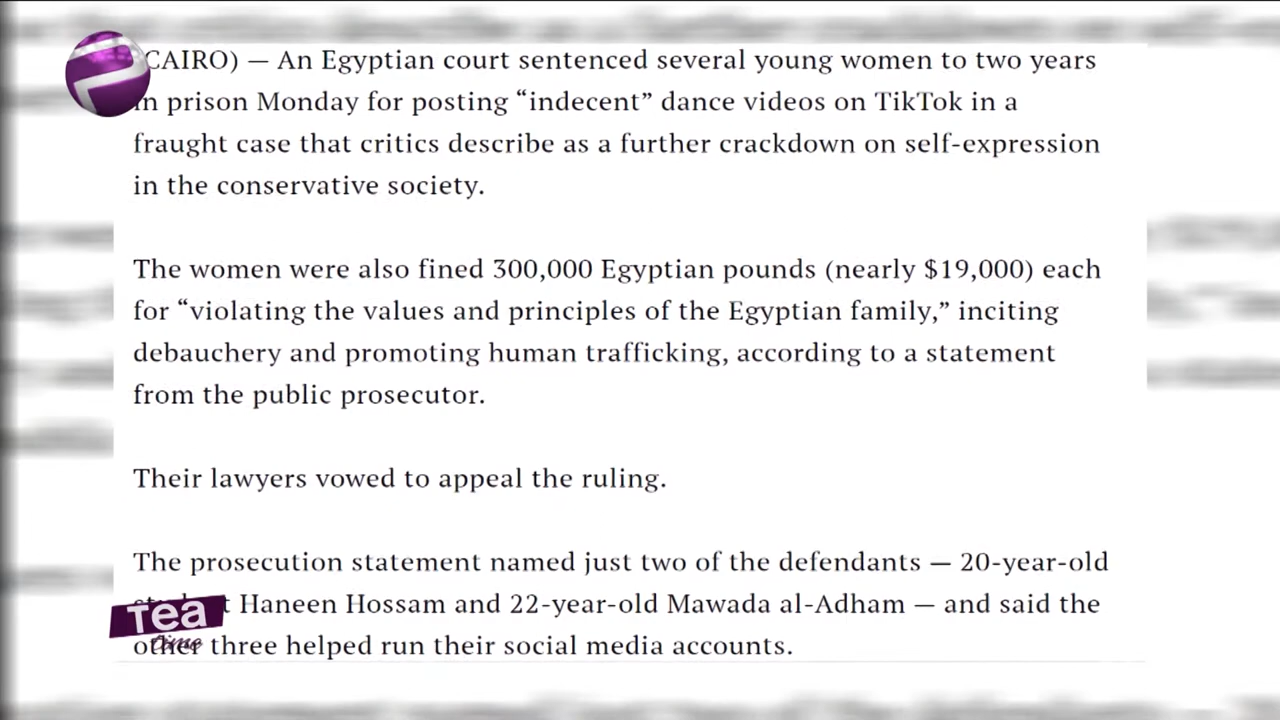 CAIRO) — An Egyptian court sentenced several young women to two years
in prison Monday for posting “indecent” dance videos on TikTok in a
fraught case that critics describe as a further crackdown on self-expression
in the conservative society.
The women were also fined 300,000 Egyptian pounds (nearly $19,000) each
for “violating the values and principles of the Egyptian family,” inciting
debauchery and promoting human trafficking, according to a statement
from the public prosecutor.
Their lawyers vowed to appeal the ruling.
The prosecution statement named just two of the defendants — 20-year-old
Haneen Hossam and 22-year-old Mawada al-Adham — and said the
other three helped run their social media accounts.
Tea
time